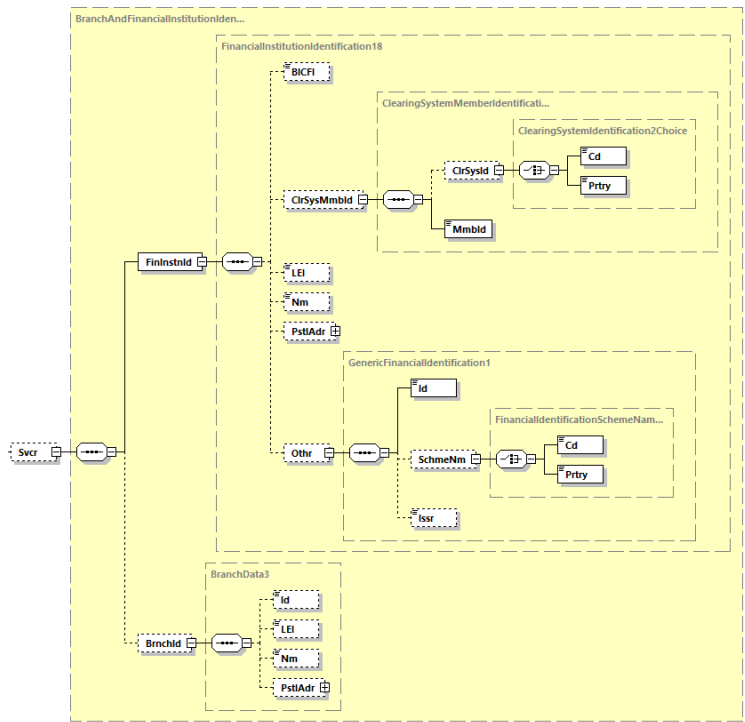 BranchAndFinancialInstitutionIden...
FinancialInstitutionIdentification18
BICFI
ClearingSystemMemberIdentificati...
ClearingSystemIdentification2Choice
ClrSysId
Cd
Prtry
ClrSysMmbId
MmbId
FinInstnId
LEI
Nm
PstlAdr
GenericFinancialIdentification1
Id
FinancialIdentificationSchemeNam...
Svcr
Othr
SchmeNm
Cd
Prtry
Issr
BranchData3
Id
LEI
BrnchId
Nm
PstlAdr